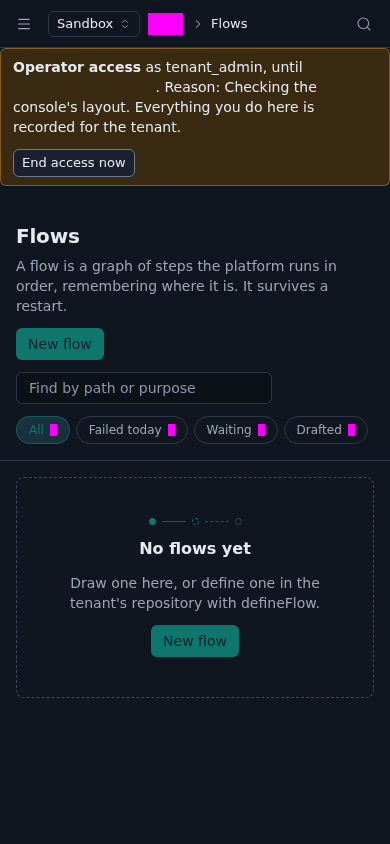 Sandbox Flows
Operator access as tenant_admin, until
. Reason: Checking the
console's layout. Everything you do here is
recorded for the tenant.
End access now
Flows
A flow is a graph of steps the platform runs in
order, remembering where it is. It survives a
restart.
New flow
Find by path or purpose
All Failed today Waiting Drafted
No flows yet
Draw one here, or define one in the
tenant's repository with defineFlow.
New flow